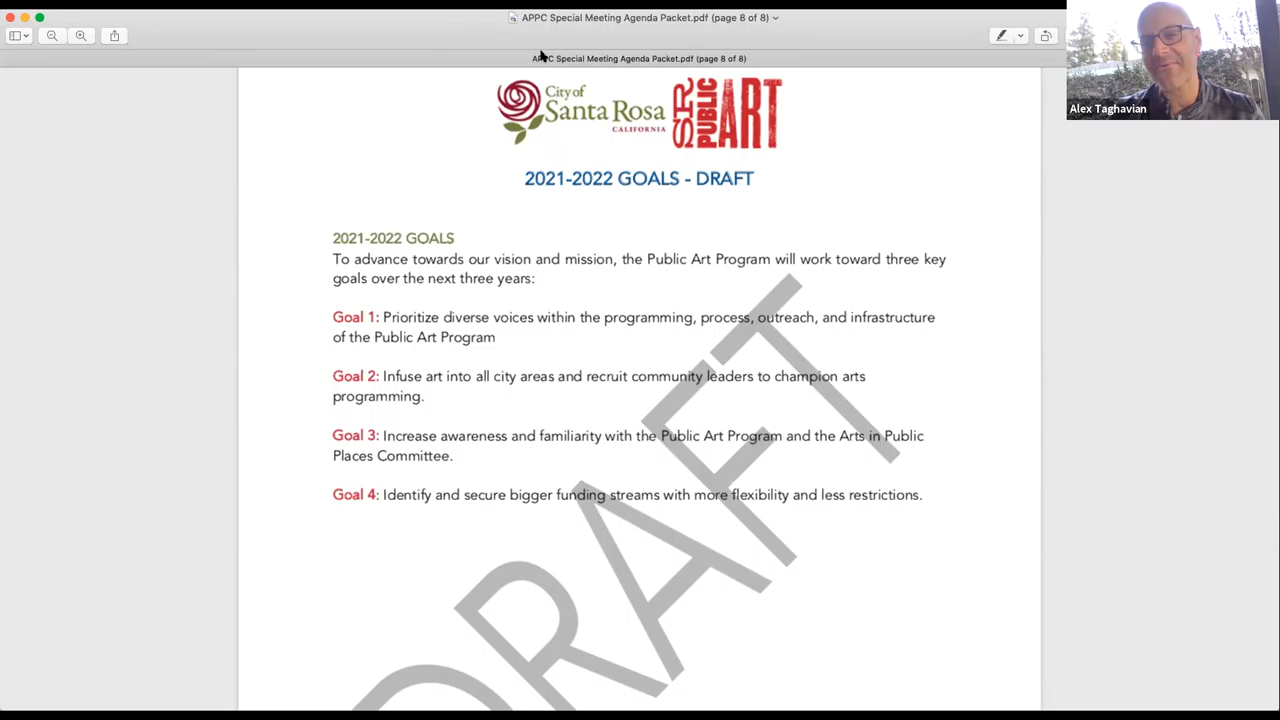 APPC Special Meeting Agenda Packet.pdf (page 8 of 8)
APPC Special Meeting Agenda Packet.pdf (page 8 of 8)
Alex Taghavian
City of
Santa Rosa
CALIFORNIA
SR
PUBLIC
ART
2021-2022 GOALS - DRAFT
2021-2022 GOALS
To advance towards our vision and mission, the Public Art Program will work toward three key
goals over the next three years:
Goal 1: Prioritize diverse voices within the programming, process, outreach, and infrastructure
of the Public Art Program
Goal 2: Infuse art into all city areas and recruit community leaders to champion arts
programming.
Goal 3: Increase awareness and familiarity with the Public Art Program and the Arts in Public
Places Committee.
Goal 4: Identify and secure bigger funding streams with more flexibility and less restrictions.
DRAFT